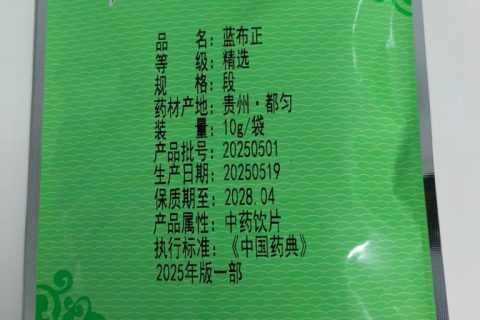 品　　名：蓝布正
等　　级：精选
规　　格：段
药材产地：贵州·都匀
装　　量：10g/袋
产品批号：20250501
生产日期：20250519
保质期至：2028.04
产品属性：中药饮片
执行标准：《中国药典》
2025年版一部